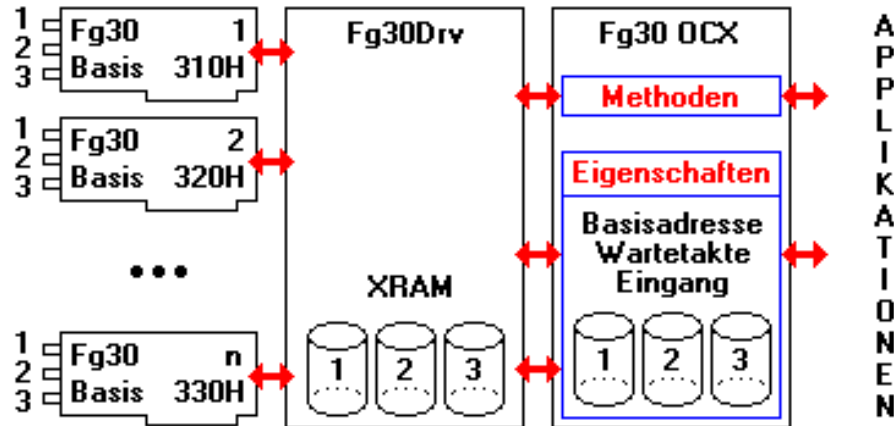 1
2
3
Fg30 1
Basis 310H
1
2
3
Fg30 2
Basis 320H
•••
1
2
3
Fg30 n
Basis 330H
Fg30Drv
XRAM
1 2 3
Fg30 OCX
Methoden
Eigenschaften
Basisadresse
Wartetakte
Eingang
1 2 3
APPLIKATIONEN